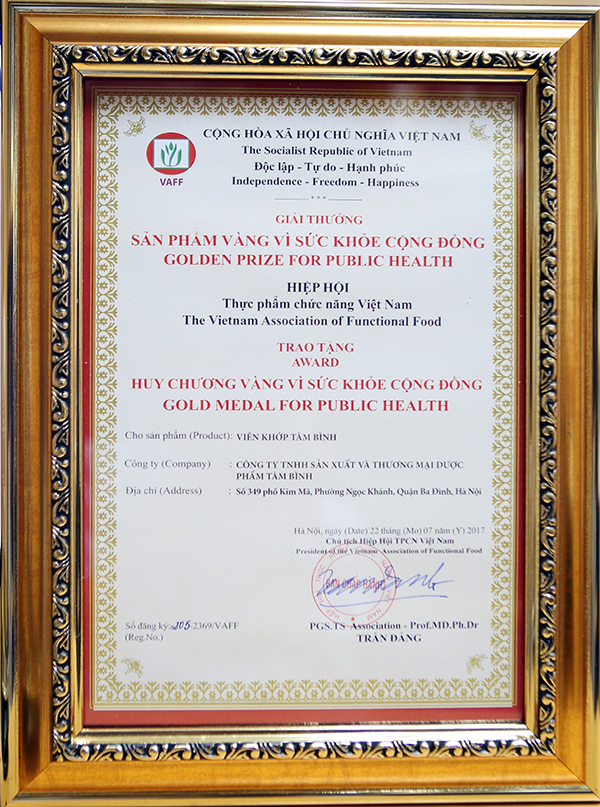 VAFF
CỘNG HÒA XÃ HỘI CHỦ NGHĨA VIỆT NAM
The Socialist Republic of Vietnam
Độc lập - Tự do - Hạnh phúc
Independence - Freedom - Happiness
GIẢI THƯỞNG
SẢN PHẨM VÀNG VÌ SỨC KHỎE CỘNG ĐỒNG
GOLDEN PRIZE FOR PUBLIC HEALTH
HIỆP HỘI
Thực phẩm chức năng Việt Nam
The Vietnam Association of Functional Food
TRAO TẶNG
AWARD
HUY CHƯƠNG VÀNG VÌ SỨC KHỎE CỘNG ĐỒNG
GOLD MEDAL FOR PUBLIC HEALTH
Cho sản phẩm (Product): VIÊN KHỚP TÂM BÌNH
Công ty (Company) : CÔNG TY TNHH SẢN XUẤT VÀ THƯƠNG MẠI DƯỢC
PHẨM TÂM BÌNH
Địa chỉ (Address) : Số 349 phố Kim Mã, Phường Ngọc Khánh, Quận Ba Đình, Hà Nội
Hà Nội, ngày (Date) 22 tháng (Mo) 07 năm (Y) 2017
Chủ tịch Hiệp Hội TPCN Việt Nam
President of the Vietnam Association of Functional Food
BAN CHẤP HÀNH
Số đăng ký: 205-2369/VAFF
(Reg.No.)
PGS.TS Association - Prof.MD.Ph.Dr
TRẦN ĐÁNG